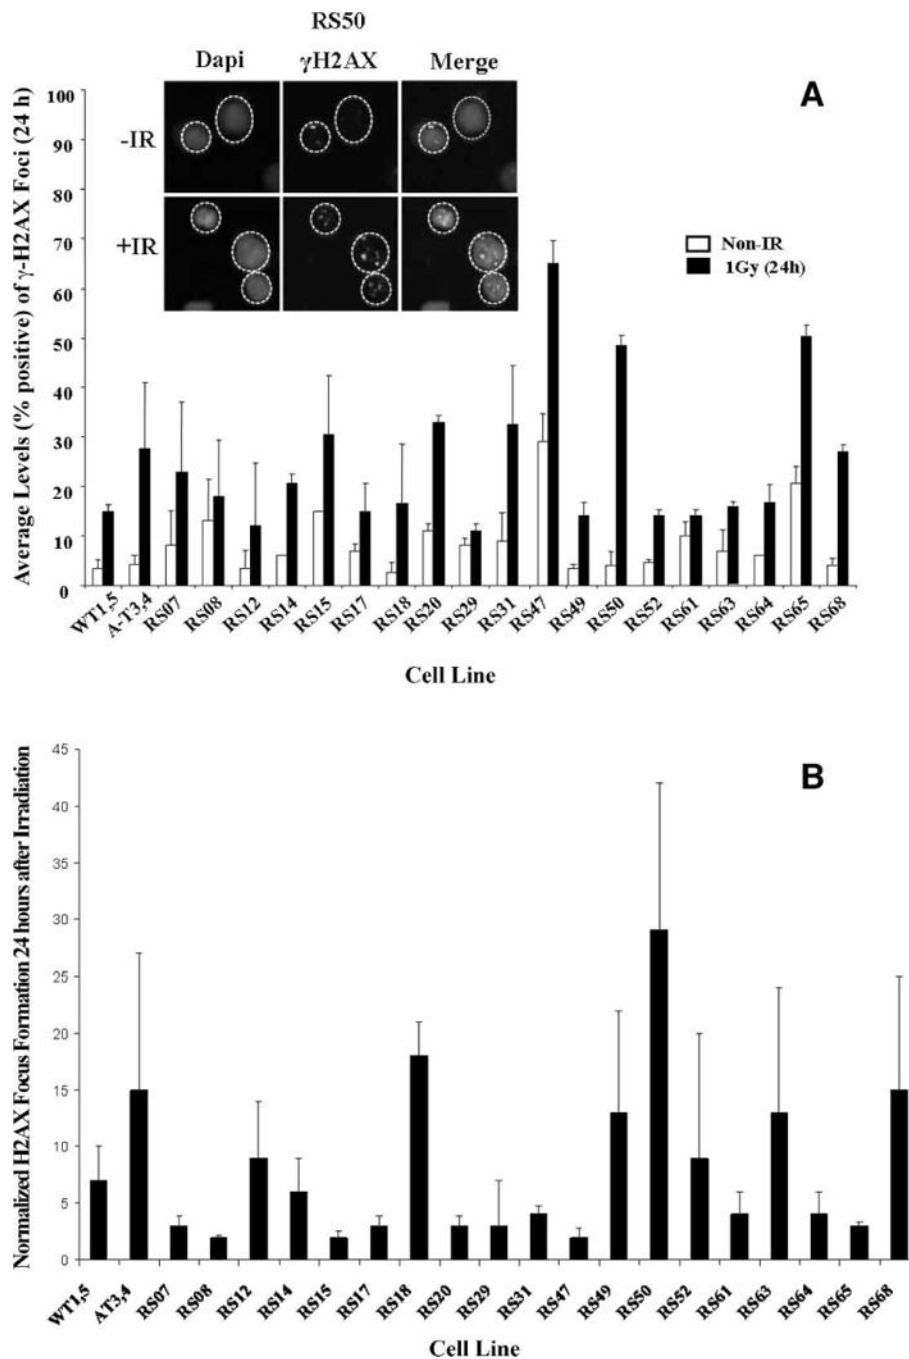 RS50
Dapi γH2AX Merge
A
-IR
+IR
Average Levels (% positive) of γ-H2AX Foci (24 h)
100
90
80
70
60
50
40
30
20
10
0
Non-IR
1Gy (24h)
WT1,5 A-T3,4 RS07 RS08 RS12 RS14 RS15 RS17 RS18 RS20 RS29 RS31 RS47 RS49 RS50 RS52 RS61 RS63 RS64 RS65 RS68
Cell Line
B
Normalized H2AX Focus Formation 24 hours after Irradiation
45
40
35
30
25
20
15
10
5
0
WT1,5 AT3,4 RS07 RS08 RS12 RS14 RS15 RS17 RS18 RS20 RS29 RS31 RS47 RS49 RS50 RS52 RS61 RS63 RS64 RS65 RS68
Cell Line